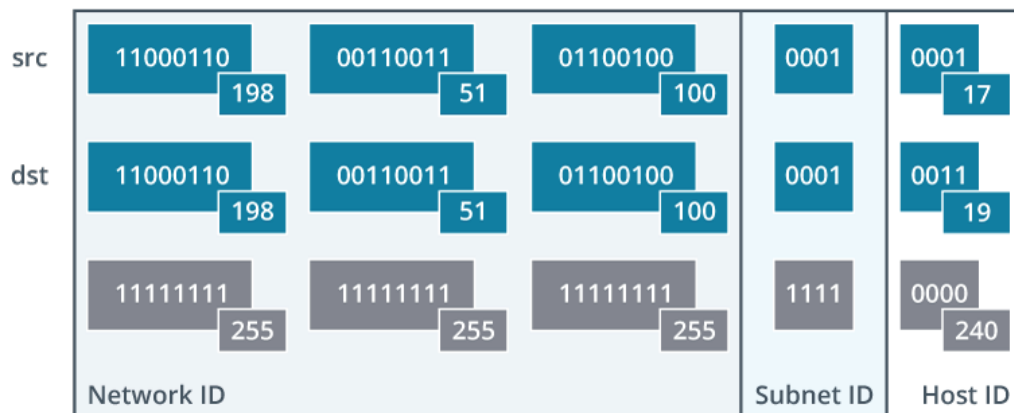 src 11000110 00110011 01100100 0001 0001
198 51 100 17
dst 11000110 00110011 01100100 0001 0011
198 51 100 19
11111111 11111111 11111111 1111 0000
255 255 255 240
Network ID Subnet ID Host ID